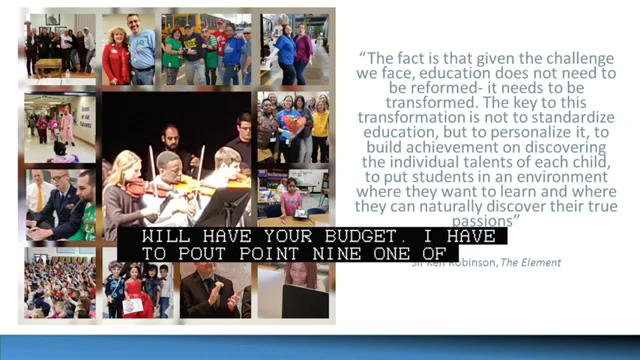 “The fact is that given the challenge
we face, education does not need to
be reformed- it needs to be
transformed. The key to this
transformation is not to standardize
education, but to personalize it, to
build achievement on discovering
the individual talents of each child,
to put students in an environment
where they want to learn and where
they can naturally discover their true
passions”
WILL HAVE YOUR BUDGET. I HAVE
TO POUT POINT NINE ONE OF
Sir Ken Robinson, The Element